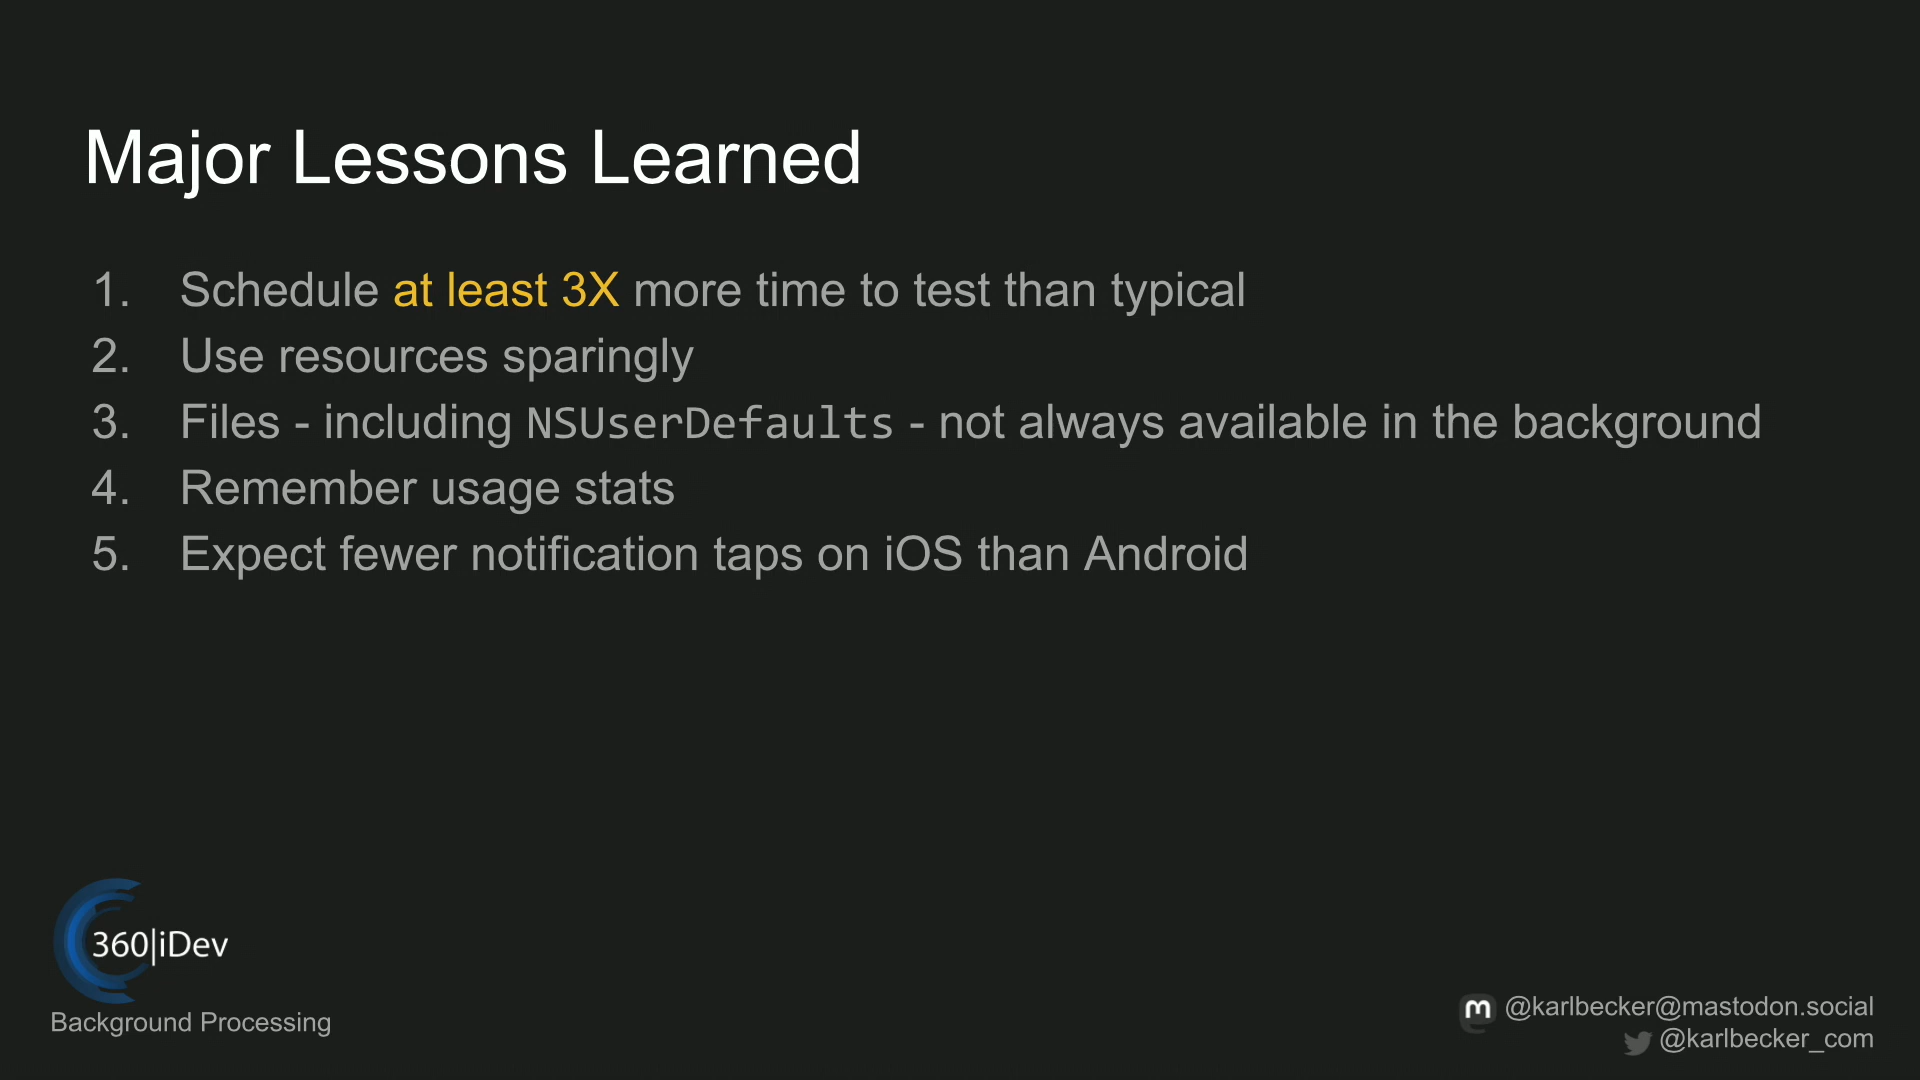 Major Lessons Learned
1. Schedule at least 3X more time to test than typical
2. Use resources sparingly
3. Files - including NSUserDefaults - not always available in the background
4. Remember usage stats
5. Expect fewer notification taps on iOS than Android
360|iDev
Background Processing
@karlbecker@mastodon.social
@karlbecker_com